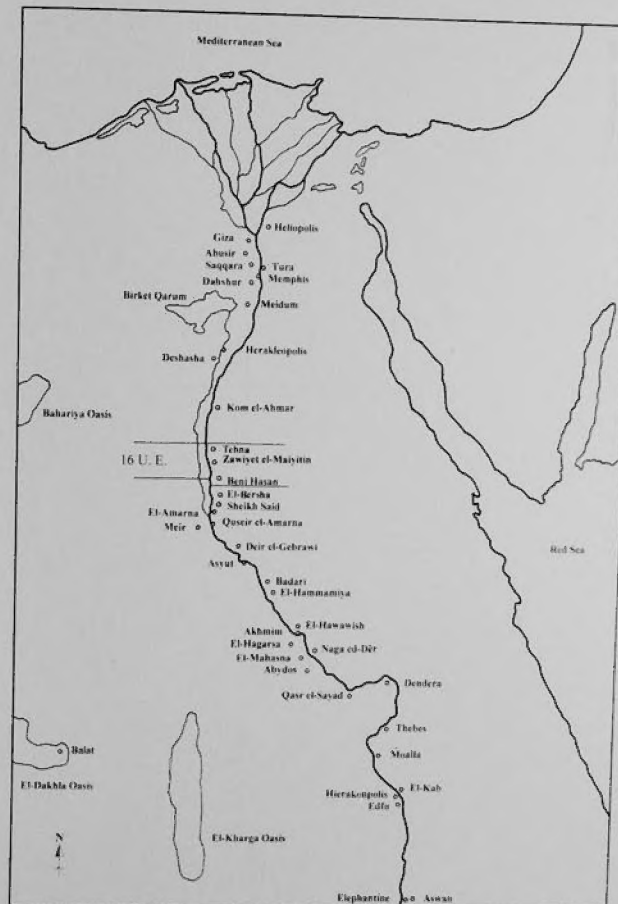 Mediterranean Sea
Heliopolis
Giza
Abusir
Saqqara
Tura
Memphis
Dahshur
Birket Qarum
Meidum
Herakleopolis
Deshasha
Kom el-Ahmar
Bahariya Oasis
Tehna
16 U. E.
Zawiyet el-Maiyitin
Beni Hasan
El-Bersha
Sheikh Said
El-Amarna
Quseir el-Amarna
Meir
Deir el-Gebrawi
Red Sea
Asyut
Badari
El-Hammamiya
El-Hawawish
Akhmim
El-Hagarsa
Naga ed-Dêr
El-Mahasna
Abydos
Dendera
Qasr el-Sayad
Thebes
Balat
Moalla
El-Dakhla Oasis
El-Kab
Hierakonpolis
Edfu
N
El-Kharga Oasis
Elephantine
Aswan